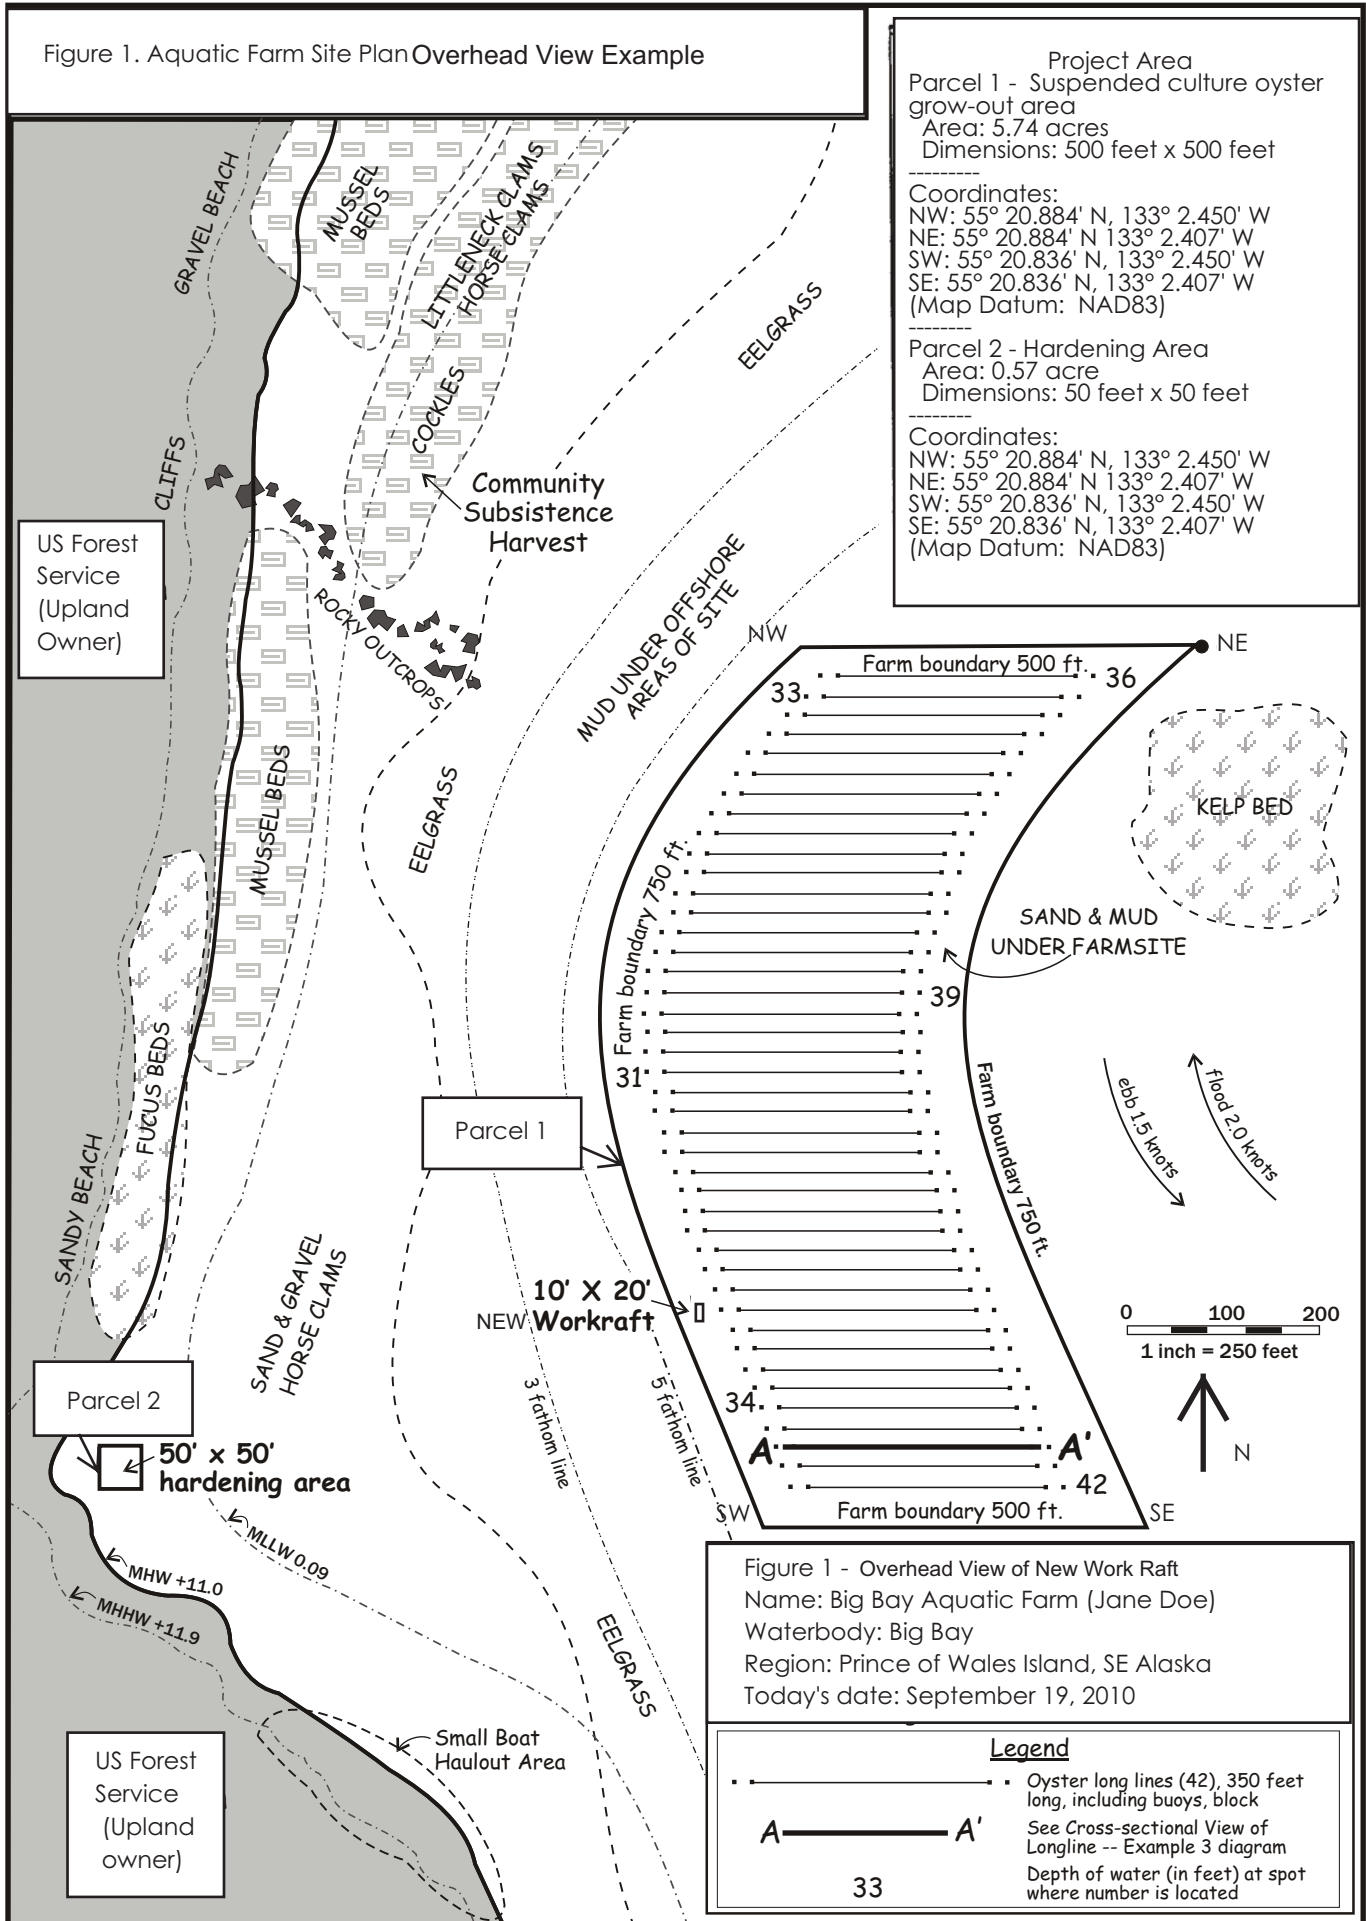 Figure 1. Aquatic Farm Site Plan Overhead View Example
Project Area
Parcel 1 - Suspended culture oyster
grow-out area
Area: 5.74 acres
Dimensions: 500 feet x 500 feet
---------
Coordinates:
NW: 55° 20.884' N, 133° 2.450' W
NE: 55° 20.884' N 133° 2.407' W
SW: 55° 20.836' N, 133° 2.450' W
SE: 55° 20.836' N, 133° 2.407' W
(Map Datum: NAD83)
--------
Parcel 2 - Hardening Area
Area: 0.57 acre
Dimensions: 50 feet x 50 feet
--------
Coordinates:
NW: 55° 20.884' N, 133° 2.450' W
NE: 55° 20.884' N, 133° 2.407' W
SW: 55° 20.836' N, 133° 2.450' W
SE: 55° 20.836' N, 133° 2.407' W
(Map Datum: NAD83)
GRAVEL BEACH
MUSSEL
BEDS
LITTLENECK CLAMS
HORSE CLAMS
COCKLES
EELGRASS
CLIFFS
Community
Subsistence
Harvest
US Forest
Service
(Upland
Owner)
ROCKY OUTCROPS
MUD UNDER OFFSHORE
AREAS OF SITE
NW
NE
Farm boundary 500 ft.
33
36
KELP BED
MUSSEL BEDS
EELGRASS
Farm boundary 750 ft.
SAND & MUD
UNDER FARMSITE
39
31
FUCUS BEDS
Parcel 1
Farm boundary 750 ft.
ebb 1.5 knots
flood 2.0 knots
SANDY BEACH
SAND & GRAVEL
HORSE CLAMS
10' X 20'
NEW Workraft
0 100 200
1 inch = 250 feet
N
Parcel 2
50' x 50'
hardening area
3 fathom line
5 fathom line
34
A
A'
42
SW
Farm boundary 500 ft.
SE
MLLW 0.09
MHW +11.0
MHHW +11.9
EELGRASS
Small Boat
Haulout Area
US Forest
Service
(Upland
owner)
Figure 1 - Overhead View of New Work Raft
Name: Big Bay Aquatic Farm (Jane Doe)
Waterbody: Big Bay
Region: Prince of Wales Island, SE Alaska
Today's date: September 19, 2010
Legend
Oyster long lines (42), 350 feet
long, including buoys, block
A A'
See Cross-sectional View of
Longline -- Example 3 diagram
33
Depth of water (in feet) at spot
where number is located